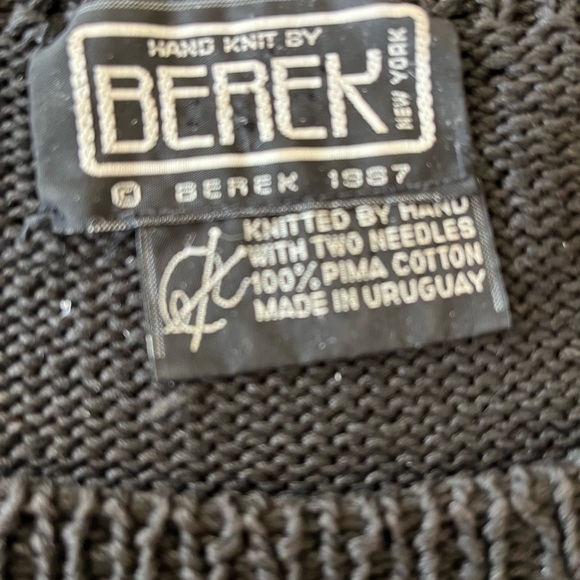 HAND KNIT BY
BEREK
NEW YORK
© BEREK 1987
KNITTED BY HAND
WITH TWO NEEDLES
100% PIMA COTTON
MADE IN URUGUAY